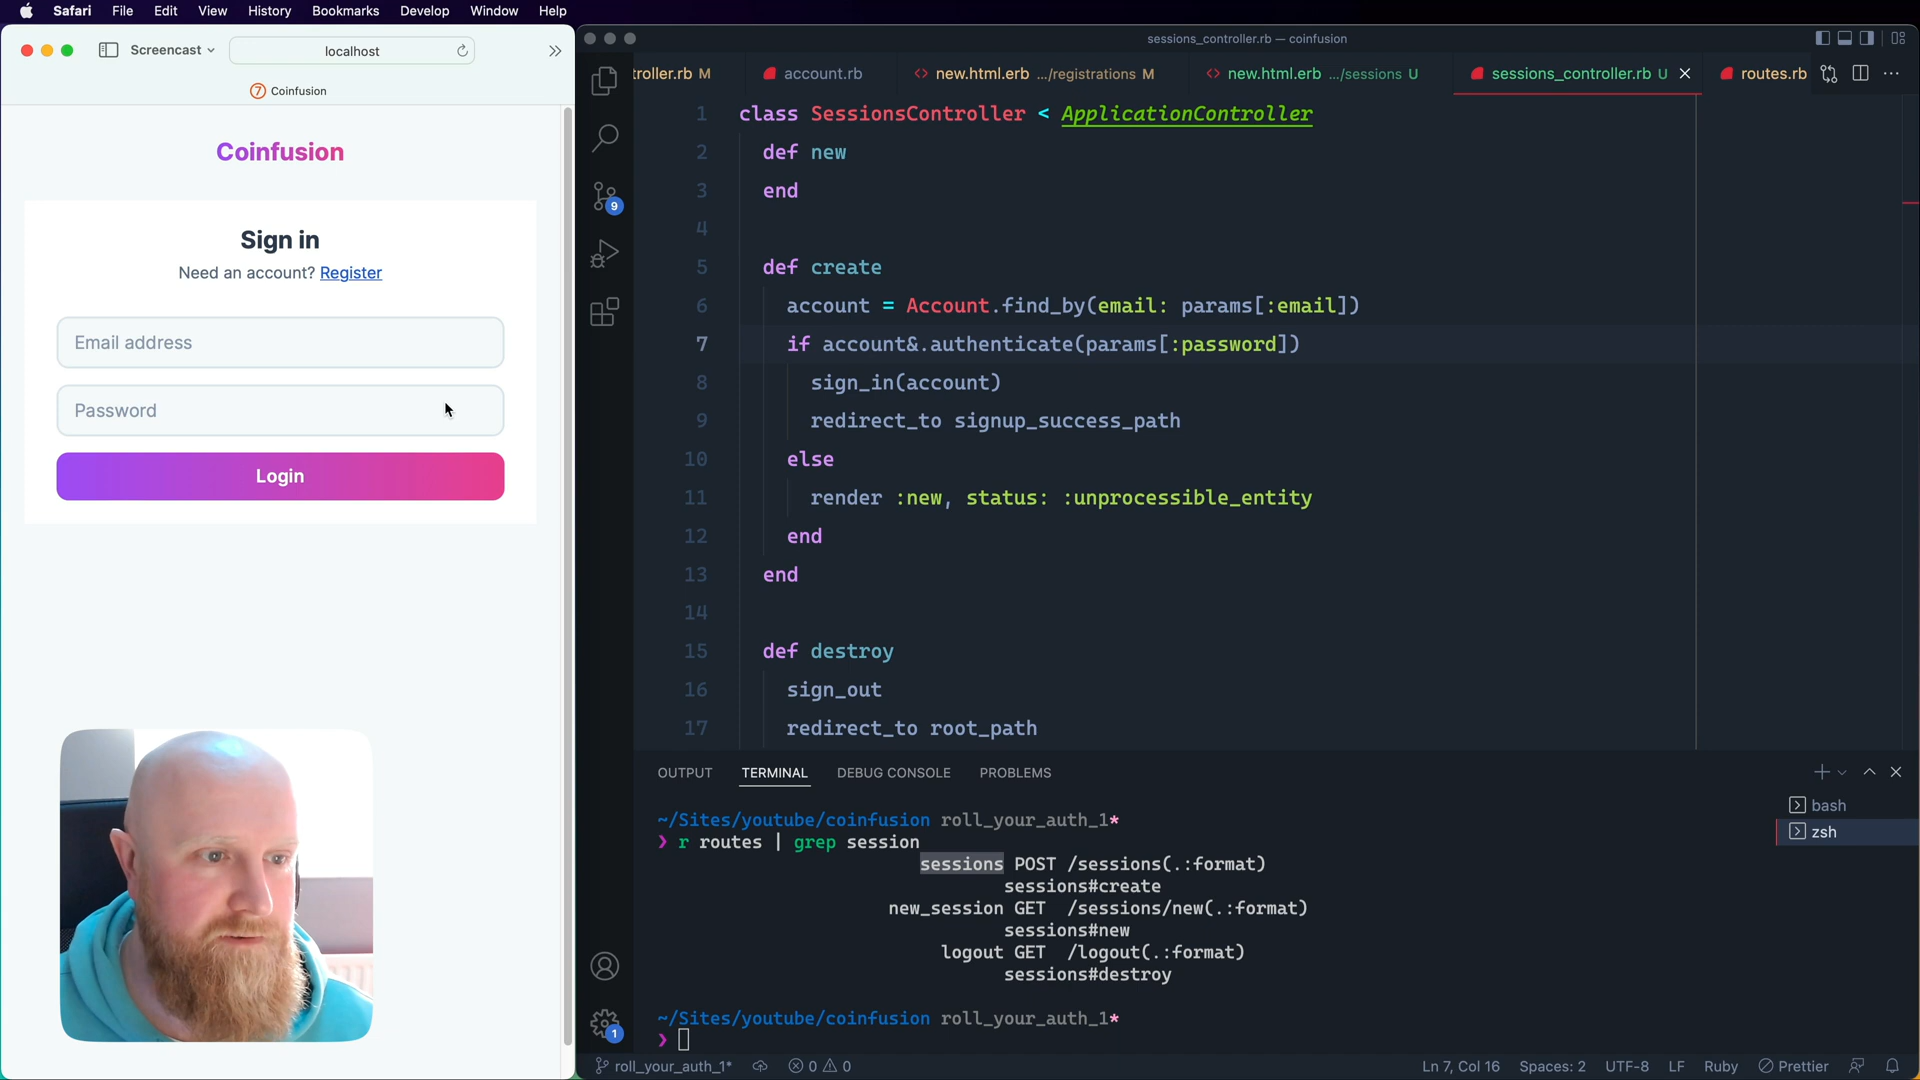 Safari File Edit View History Bookmarks Develop Window Help
Screencast
localhost
Coinfusion
Coinfusion
Sign in
Need an account? Register
Email address
Password
Login
sessions_controller.rb — coinfusion
troller.rb M
account.rb
<> new.html.erb .../registrations M
<> new.html.erb .../sessions U
sessions_controller.rb U
routes.rb
9
1 class SessionsController < ApplicationController
2 def new
3 end
4
5 def create
6 account = Account.find_by(email: params[:email])
7 if account&.authenticate(params[:password])
8 sign_in(account)
9 redirect_to signup_success_path
10 else
11 render :new, status: :unprocessible_entity
12 end
13 end
14
15 def destroy
16 sign_out
17 redirect_to root_path
OUTPUT TERMINAL DEBUG CONSOLE PROBLEMS
bash
zsh
~/Sites/youtube/coinfusion roll_your_auth_1*
❯ r routes | grep session
sessions POST /sessions(.:format)
sessions#create
new_session GET /sessions/new(.:format)
sessions#new
logout GET /logout(.:format)
sessions#destroy
~/Sites/youtube/coinfusion roll_your_auth_1*
❯
1
roll_your_auth_1* 0 0
Ln 7, Col 16 Spaces: 2 UTF-8 LF Ruby Prettier